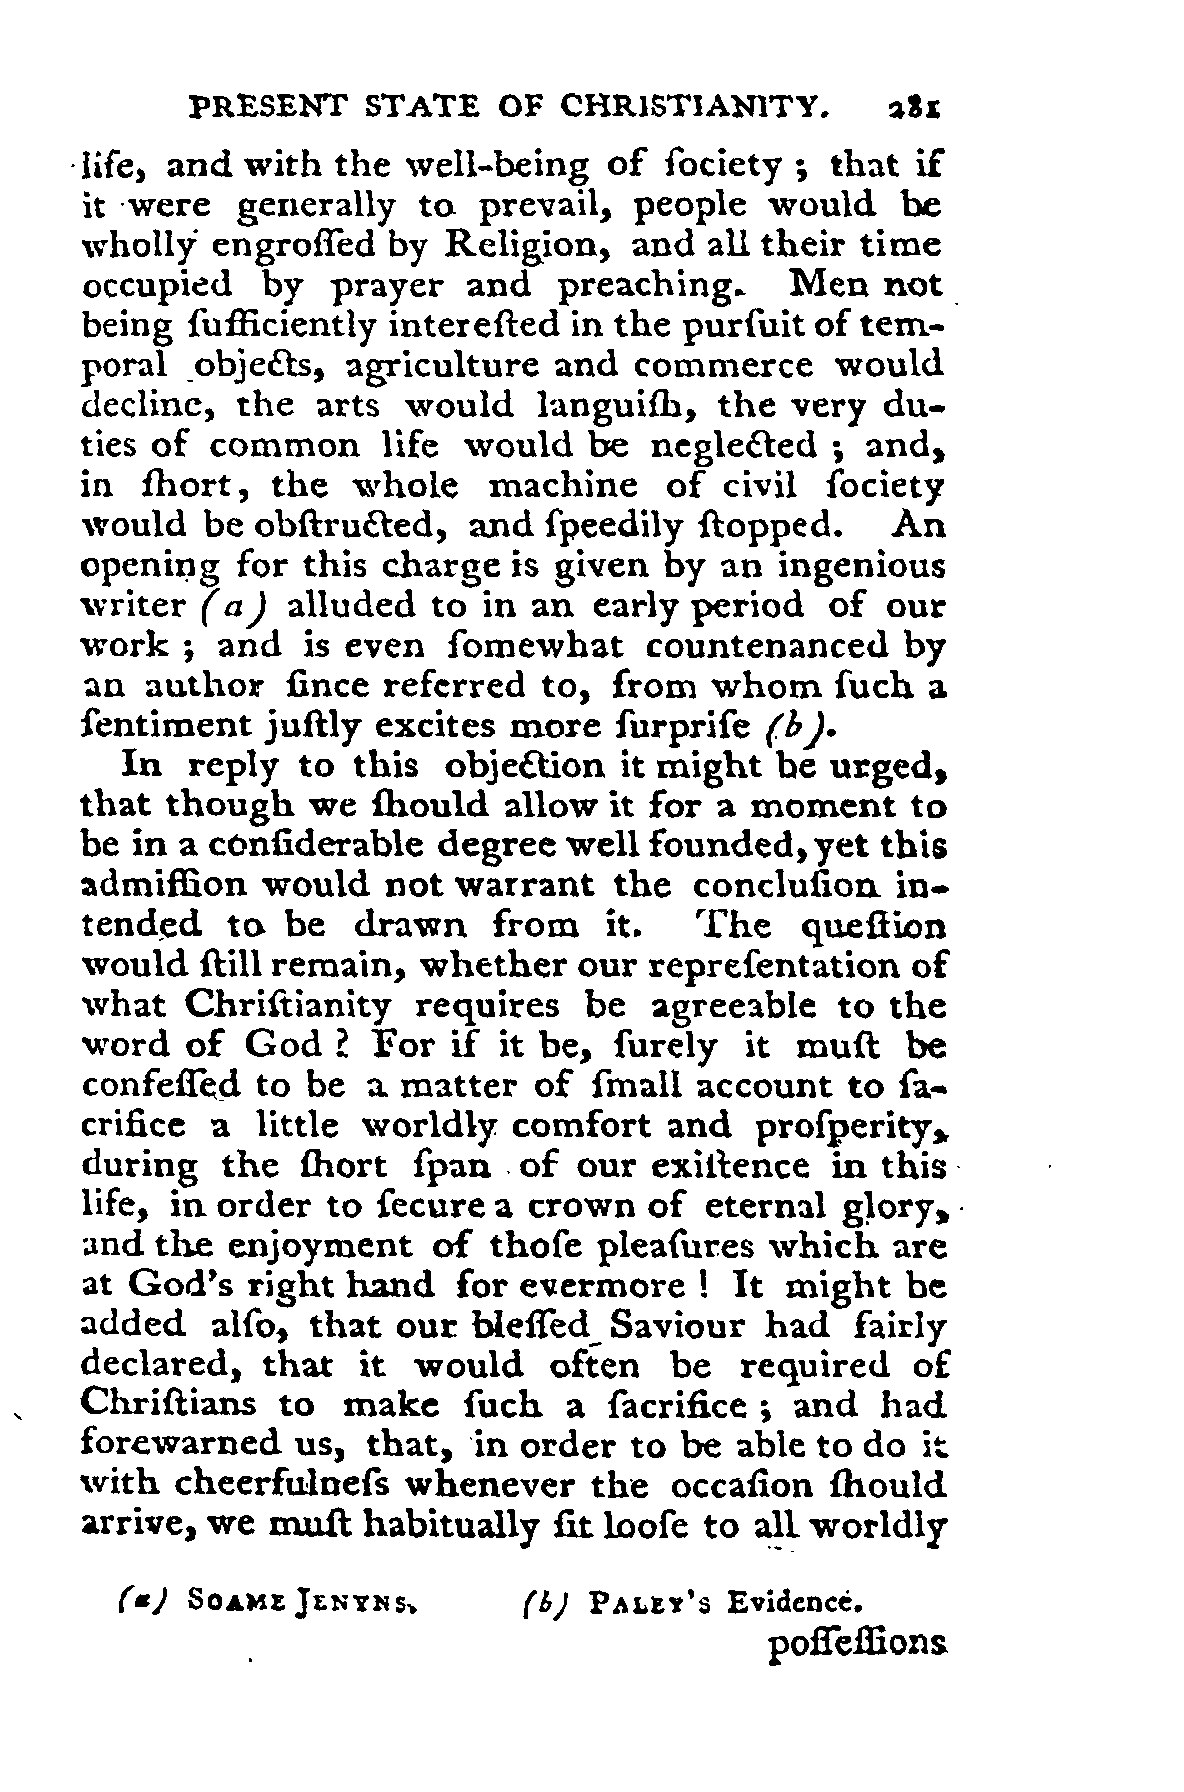 PRESENT STATE OF CHRISTIANITY. 281
life, and with the well-being of ſociety ; that if
it were generally to prevail, people would be
wholly engroſſed by Religion, and all their time
occupied by prayer and preaching. Men not
being ſufficiently intereſted in the purſuit of tem-
poral objects, agriculture and commerce would
decline, the arts would languiſh, the very du-
ties of common life would be neglected ; and,
in ſhort, the whole machine of civil ſociety
would be obſtructed, and ſpeedily ſtopped. An
opening for this charge is given by an ingenious
writer (a) alluded to in an early period of our
work ; and is even ſomewhat countenanced by
an author ſince referred to, from whom ſuch a
ſentiment juſtly excites more ſurpriſe (b).
In reply to this objection it might be urged,
that though we ſhould allow it for a moment to
be in a conſiderable degree well founded, yet this
admiſſion would not warrant the concluſion in-
tended to be drawn from it. The queſtion
would ſtill remain, whether our repreſentation of
what Chriſtianity requires be agreeable to the
word of God ? For if it be, ſurely it muſt be
confeſſed to be a matter of ſmall account to ſa-
crifice a little worldly comfort and proſperity,
during the ſhort ſpan of our exiſtence in this
life, in order to ſecure a crown of eternal glory,
and the enjoyment of thoſe pleaſures which are
at God's right hand for evermore ! It might be
added alſo, that our bleſſed Saviour had fairly
declared, that it would often be required of
Chriſtians to make ſuch a ſacrifice ; and had
forewarned us, that, in order to be able to do it
with cheerfulneſs whenever the occaſion ſhould
arrive, we muſt habitually ſit looſe to all worldly
(a) SOAME JENYNS. (b) PALEY's Evidence.
poſſeſſions